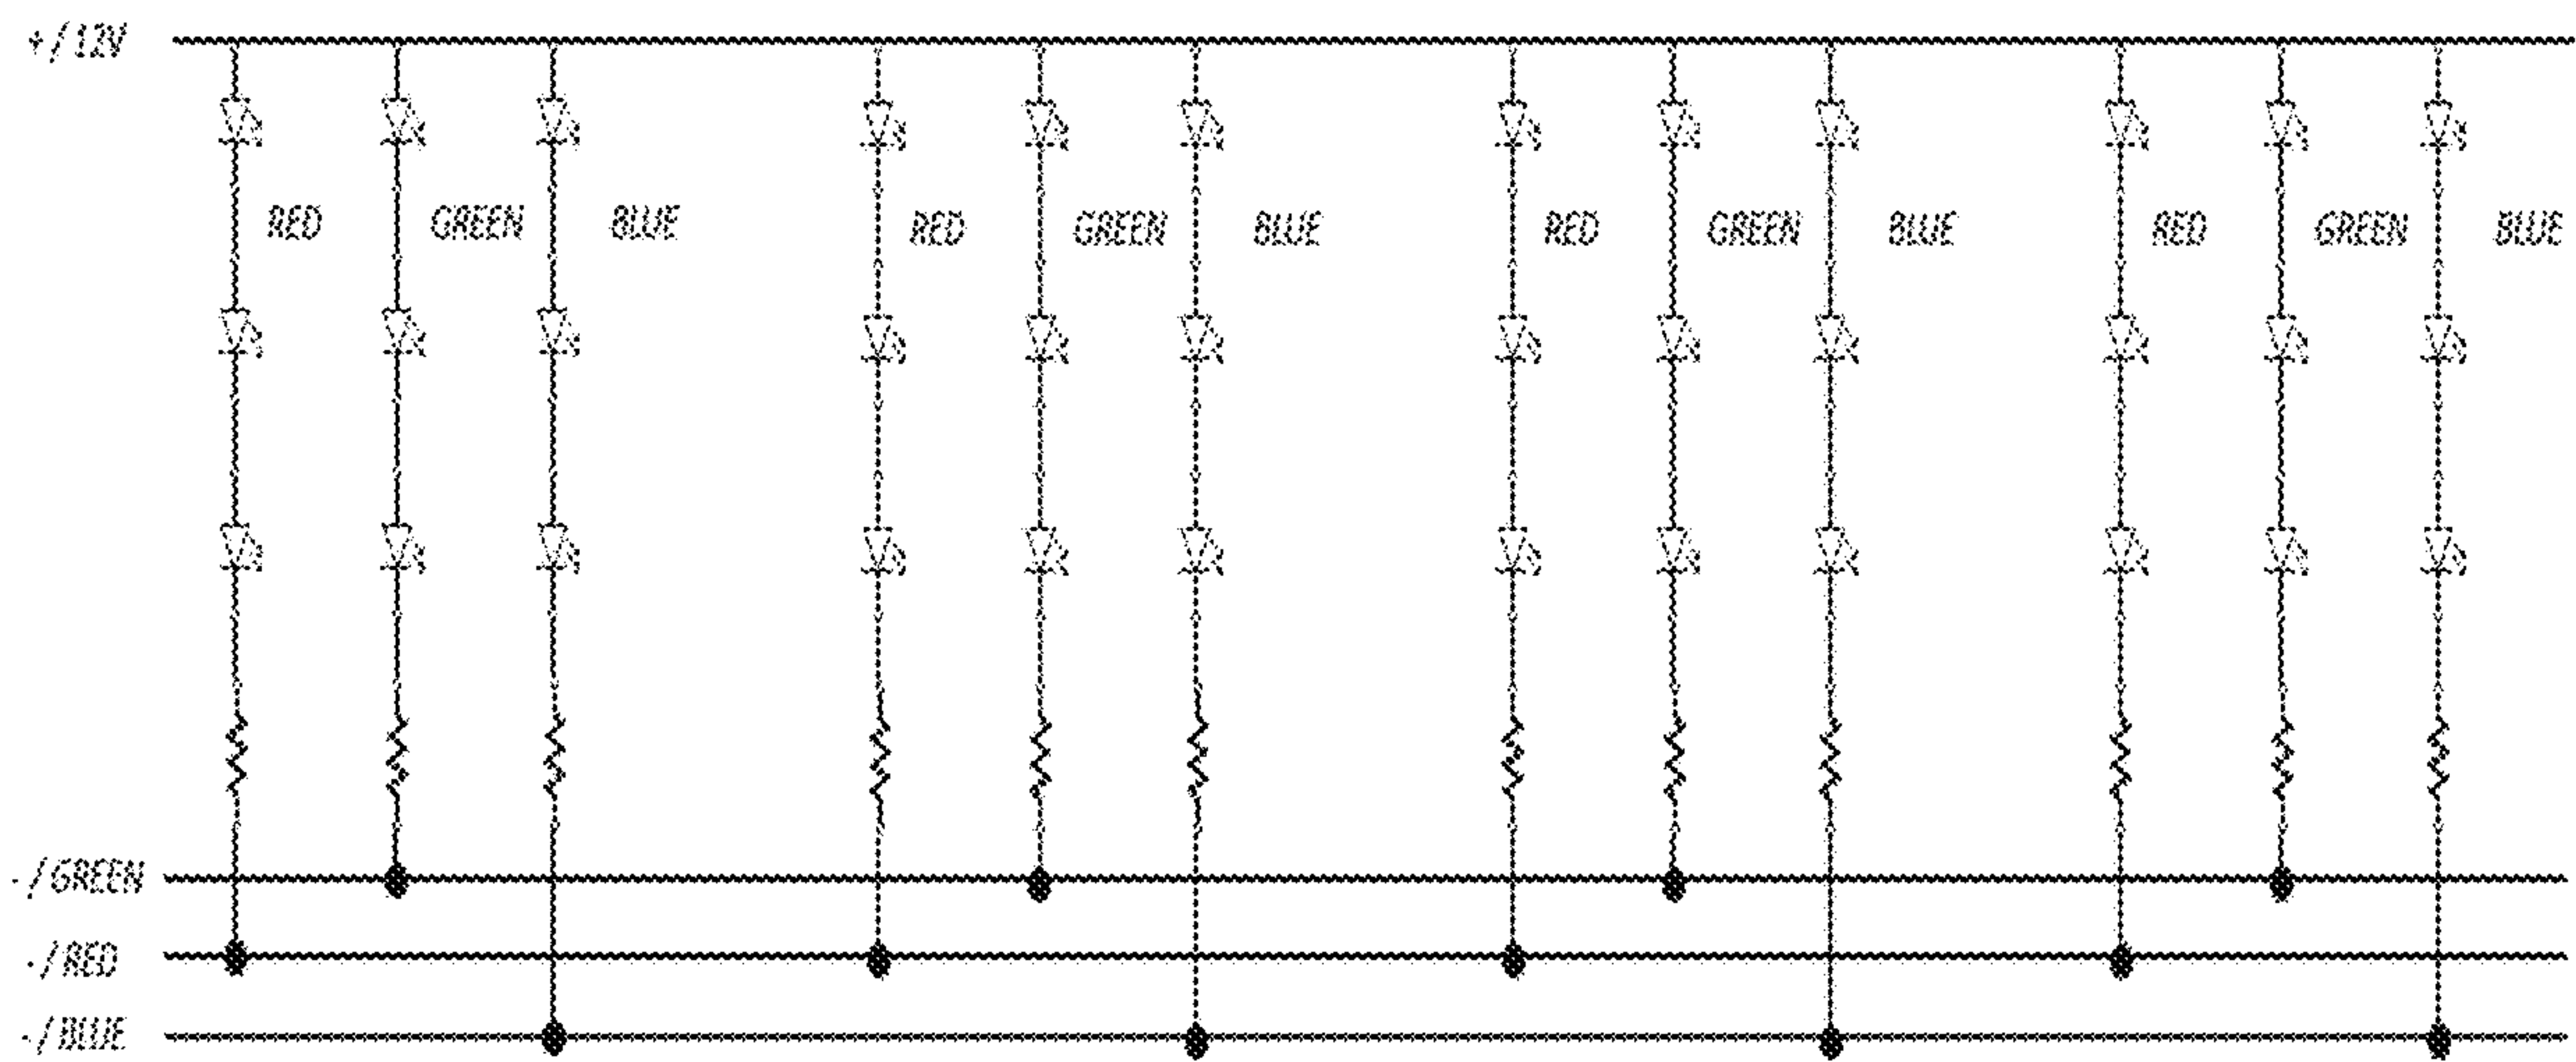 +/12V
RED GREEN BLUE RED GREEN BLUE RED GREEN BLUE RED GREEN BLUE
-/GREEN
-/RED
-/BLUE